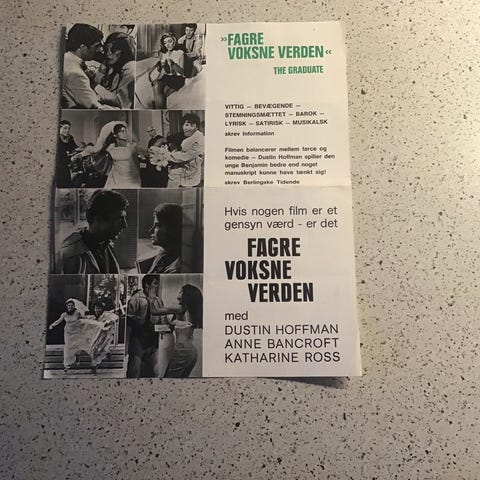 »FAGRE
VOKSNE VERDEN«
THE GRADUATE
VITTIG — BEVÆGENDE —
STEMNINGSMÆTTET — BAROK —
LYRISK — SATIRISK — MUSIKALSK
skrev Information
Filmen balancerer mellem farce og
komedie — Dustin Hoffman spiller den
unge Benjamin bedre end noget
manuskript kunne have tænkt sig!
skrev Berlingske Tidende
Hvis nogen film er et
gensyn værd - er det
FAGRE
VOKSNE
VERDEN
med
DUSTIN HOFFMAN
ANNE BANCROFT
KATHARINE ROSS